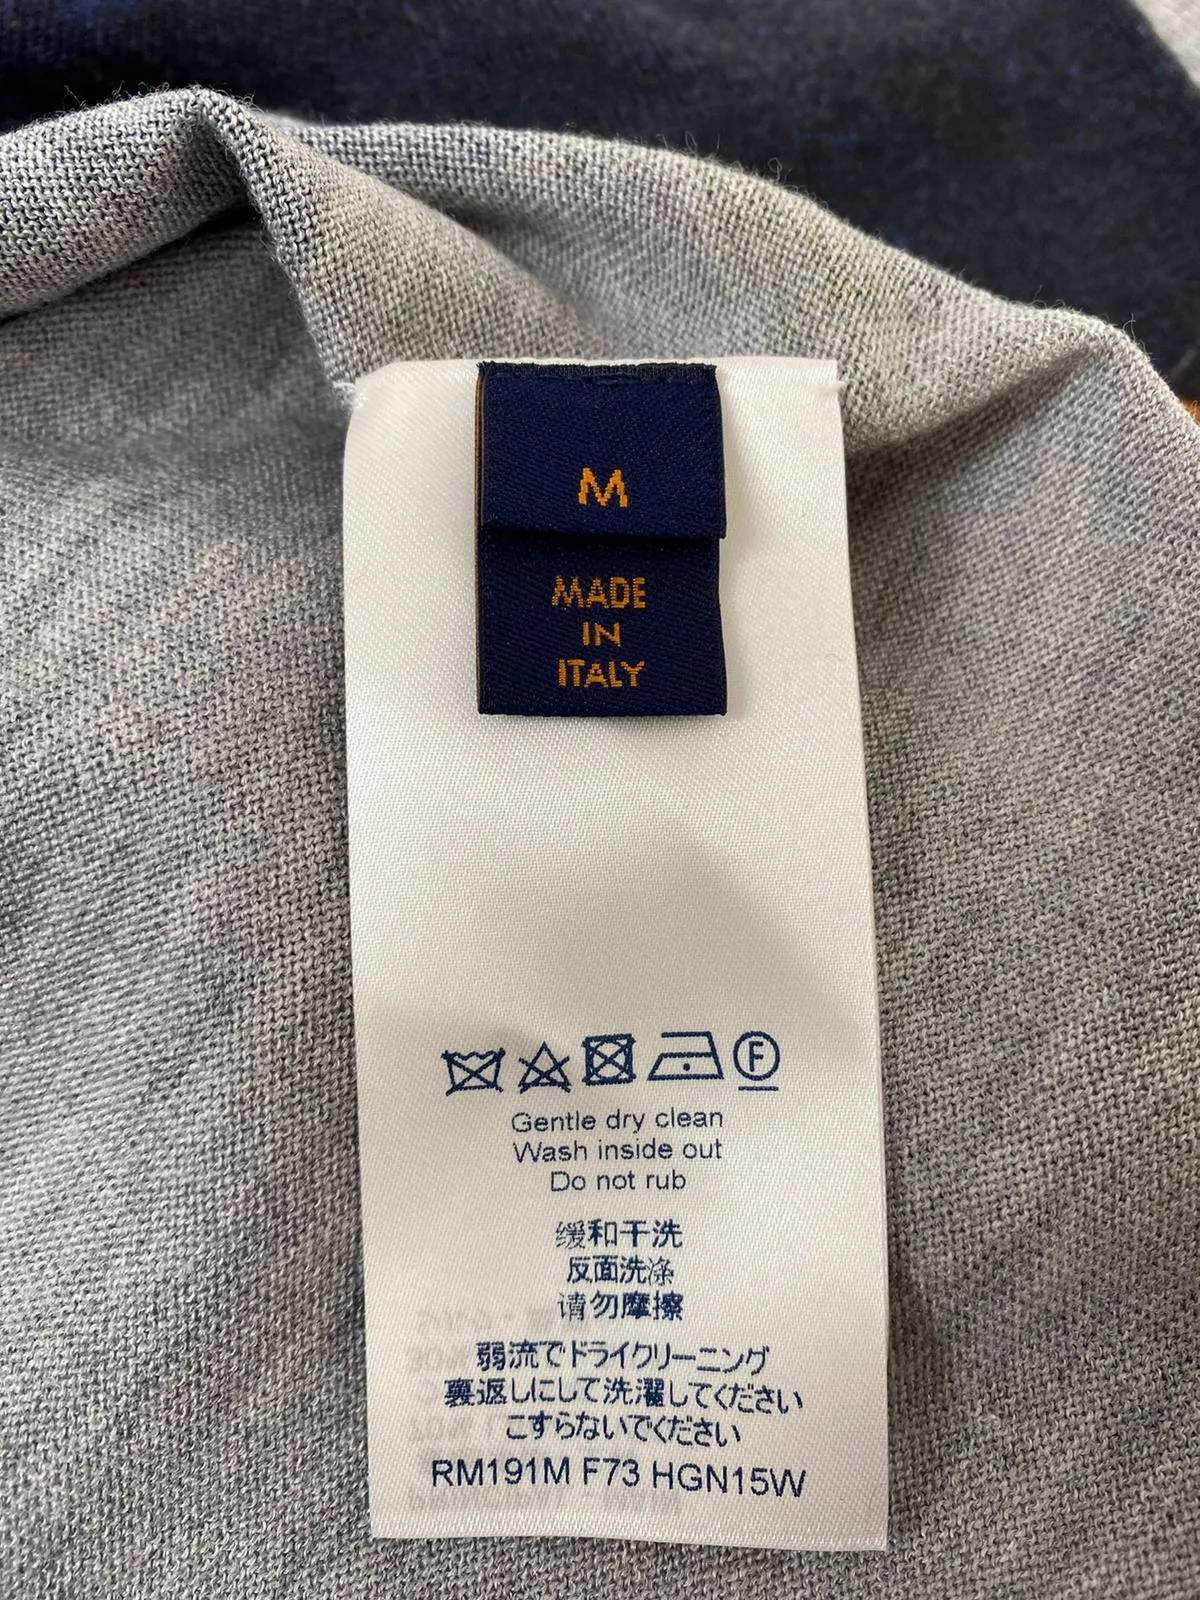 M
MADE
IN
ITALY
F
Gentle dry clean
Wash inside out
Do not rub
缓和干洗
反面洗涤
请勿摩擦
弱流でドライクリーニング
裏返しにして洗濯してください
こすらないでください
RM191M F73 HGN15W